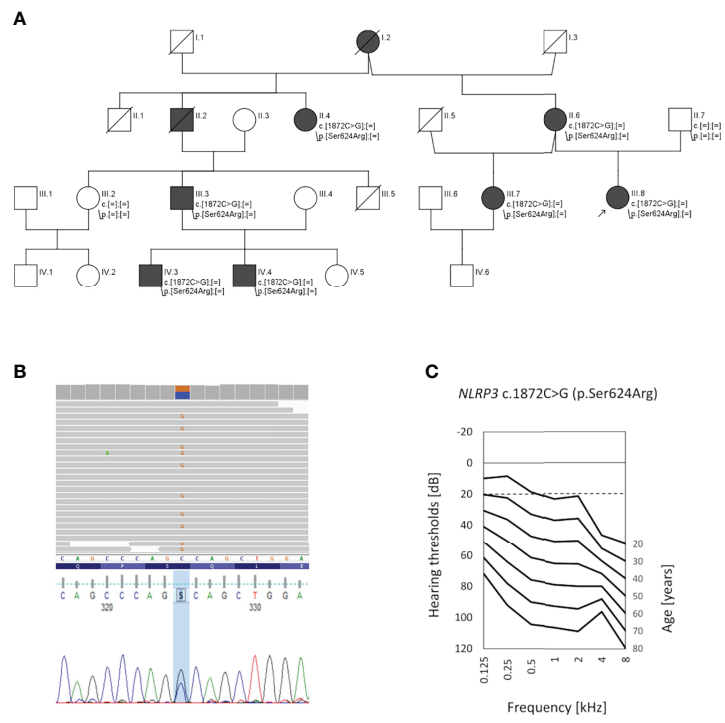 A
I.1
I.2
I.3
II.1
II.2
II.4
c.[1872C>G];[=]
p.[Ser624Arg];[=]
II.3
II.5
II.6
c.[1872C>G];[=]
p.[Ser624Arg];[=]
II.7
c.[=];[=]
p.[=];[=]
III.1
III.2
c.[=];[=]
p.[=];[=]
III.3
c.[1872C>G];[=]
p.[Ser624Arg];[=]
III.4
III.5
III.6
III.7
c.[1872C>G];[=]
p.[Ser624Arg];[=]
III.8
c.[1872C>G];[=]
p.[Ser624Arg];[=]
IV.1
IV.2
IV.3
c.[1872C>G];[=]
p.[Ser624Arg];[=]
IV.4
c.[1872C>G];[=]
p.[Ser624Arg];[=]
IV.5
IV.6
B
G
G
A G
G
G
G
G
G
G
C A G C C C A G C C A G C T G G A
Q P S Q L E
C A G C C C A G S C A G C T G G A
320 330
C
NLRP3 c.1872C>G (p.Ser624Arg)
Hearing thresholds [dB]
-20
0
20
40
60
80
100
120
0.125 0.25 0.5 1 2 4 8
Frequency [kHz]
20
30
40
50
60
70
80
Age [years]